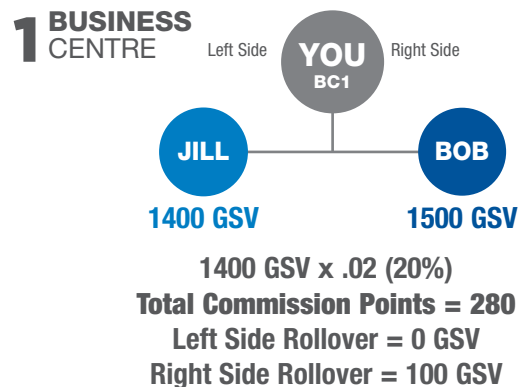 1 BUSINESS
CENTRE
Left Side
YOU
BC1
Right Side
JILL
BOB
1400 GSV
1500 GSV
1400 GSV x .02 (20%)
Total Commission Points = 280
Left Side Rollover = 0 GSV
Right Side Rollover = 100 GSV